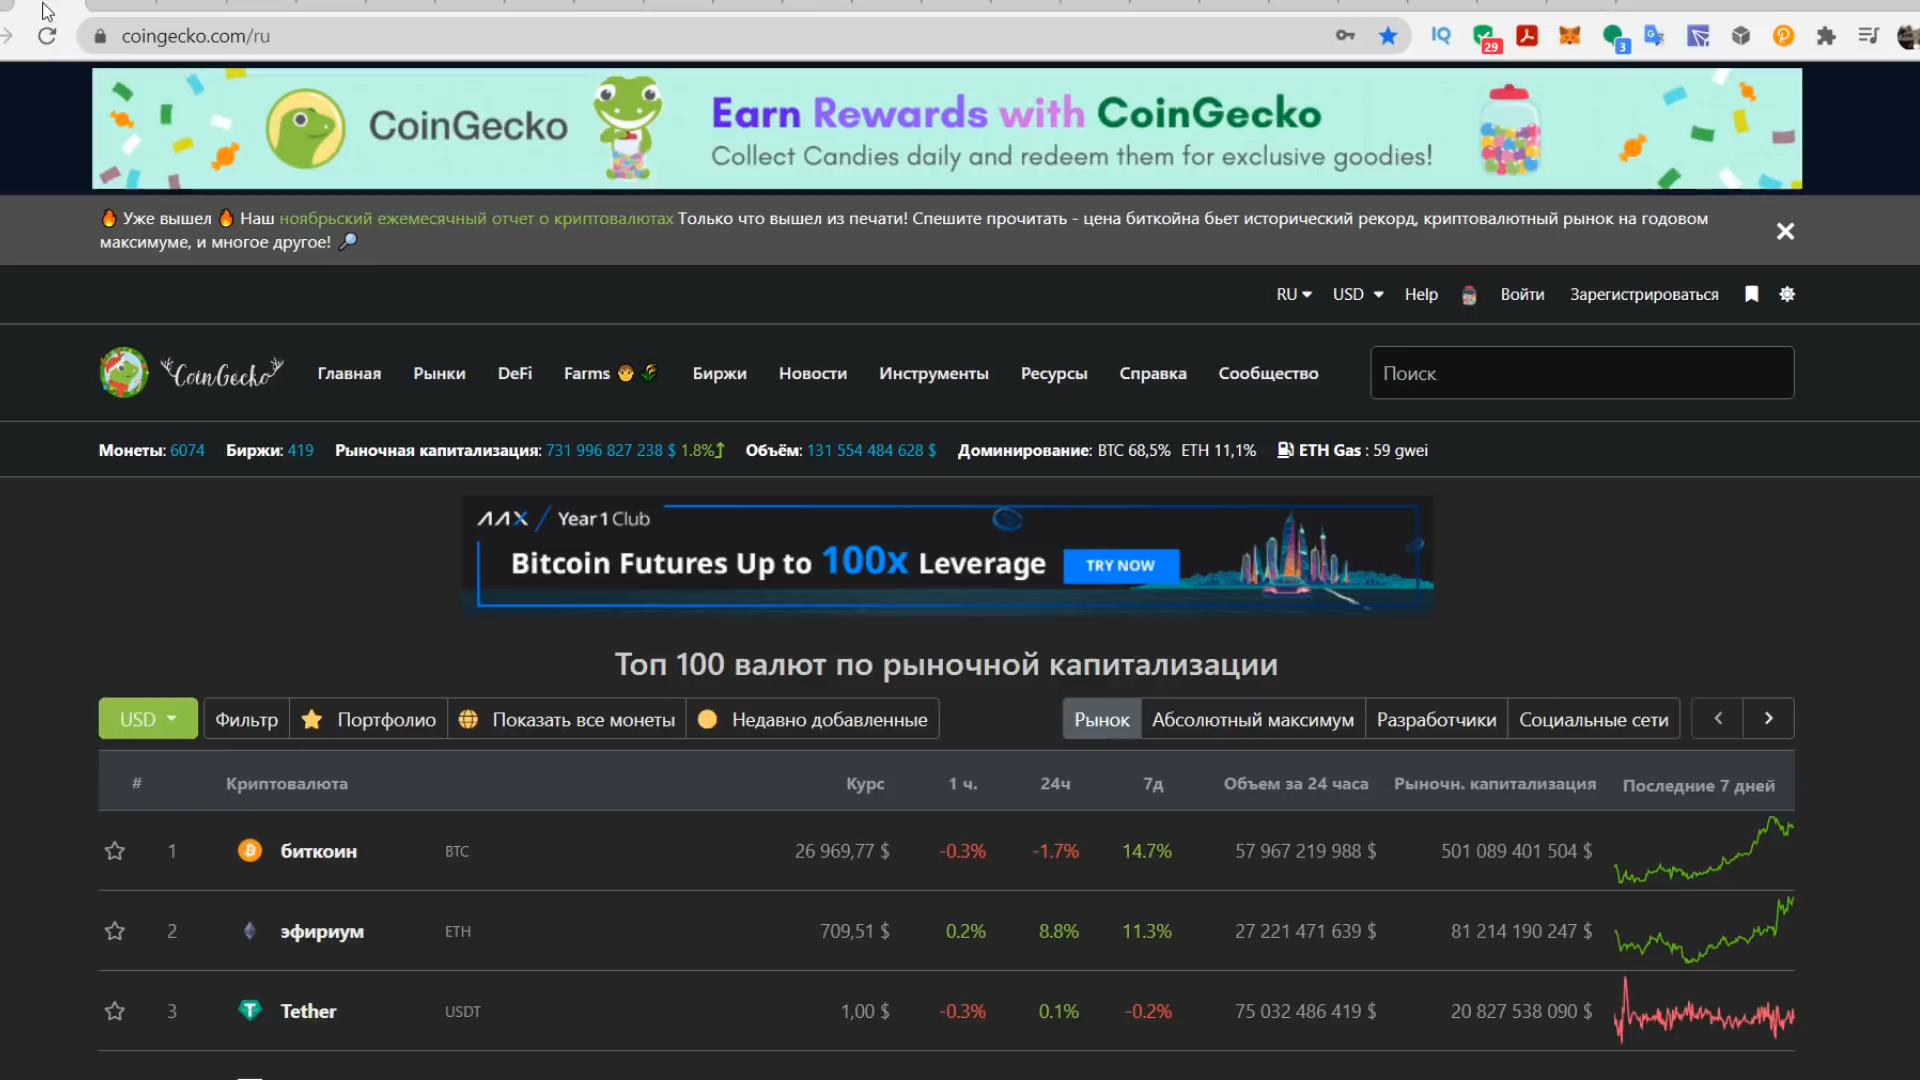 coingecko.com/ru
IQ
29
3
CoinGecko
Earn Rewards with CoinGecko
Collect Candies daily and redeem them for exclusive goodies!
Уже вышел Наш ноябрьский ежемесячный отчет о криптовалютах Только что вышел из печати! Спешите прочитать - цена биткойна бьет исторический рекорд, криптовалютный рынок на годовом
максимуме, и многое другое!
RU USD Help Войти Зарегистрироваться
CoinGecko Главная Рынки DeFi Farms Биржи Новости Инструменты Ресурсы Справка Сообщество Поиск
Монеты: 6074 Биржи: 419 Рыночная капитализация: 731 996 827 238 $ 1.8% Объём: 131 554 484 628 $ Доминирование: BTC 68,5% ETH 11,1% ETH Gas : 59 gwei
AAX / Year 1 Club
Bitcoin Futures Up to 100x Leverage TRY NOW
Топ 100 валют по рыночной капитализации
USD Фильтр Портфолио Показать все монеты Недавно добавленные Рынок Абсолютный максимум Разработчики Социальные сети
# Криптовалюта Курс 1 ч. 24ч 7д Объем за 24 часа Рыночн. капитализация Последние 7 дней
1 биткоин BTC 26 969,77 $ -0.3% -1.7% 14.7% 57 967 219 988 $ 501 089 401 504 $
2 эфириум ETH 709,51 $ 0.2% 8.8% 11.3% 27 221 471 639 $ 81 214 190 247 $
3 Tether USDT 1,00 $ -0.3% 0.1% -0.2% 75 032 486 419 $ 20 827 538 090 $